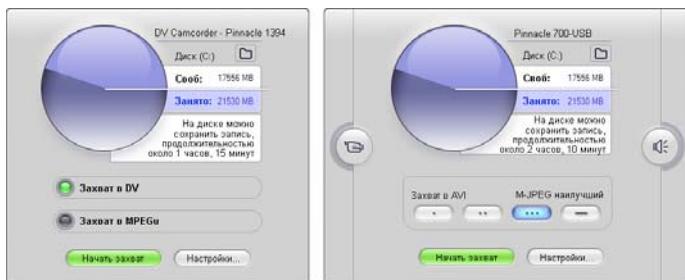 DV Camcorder - Pinnacle 1394
Диск (C:)
Своб: 17556 MB
Занято: 21530 MB
На диске можно
сохранить запись,
продолжительностью
около 1 часов, 15 минут
Захват в DV
Захват в MPEGu
Начать захват
Настройки...
Pinnacle 700-USB
Диск (C:)
Своб: 17556 MB
Занято: 21530 MB
На диске можно
сохранить запись,
продолжительностью
около 2 часов, 10 минут
Захват в AVI
M-JPEG наилучший
Начать захват
Настройки...